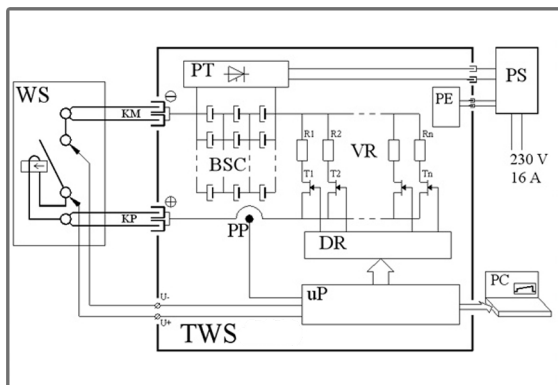 PT
PS
WS
KM
⊖
PE
R1 R2 Rn
VR
BSC
230 V
16 A
T1 T2 Tn
⊕
KP
PP
DR
uP
PC
U-
U+
TWS